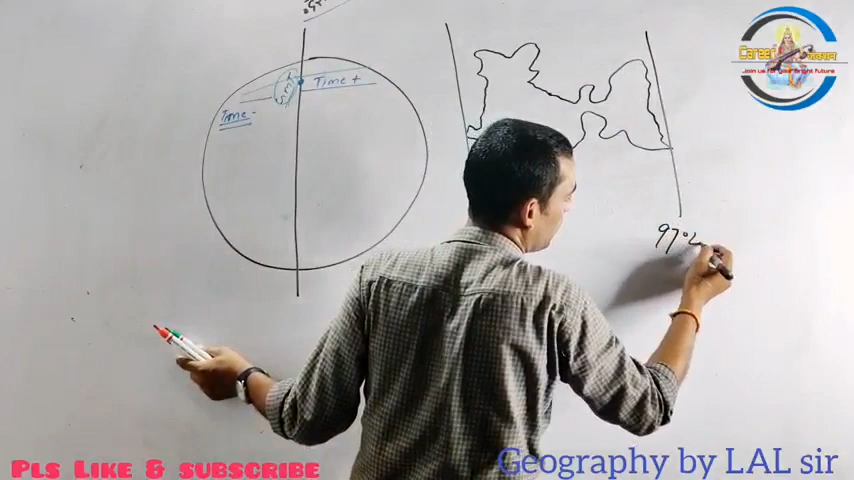 Time +
Time -
97°
Career
Join us for your Bright Future
PLS LIKE & SUBSCRIBE
Geography by LAL sir